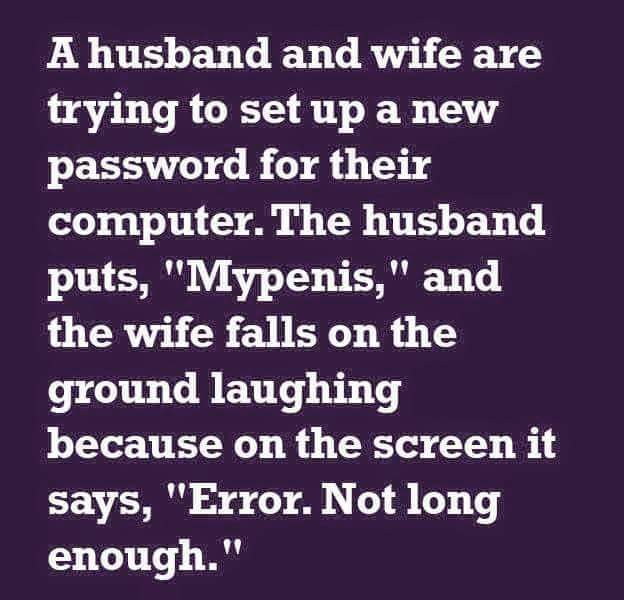 A husband and wife are
trying to set up a new
password for their
computer. The husband
puts, "Mypenis," and
the wife falls on the
ground laughing
because on the screen it
says, "Error. Not long
enough."